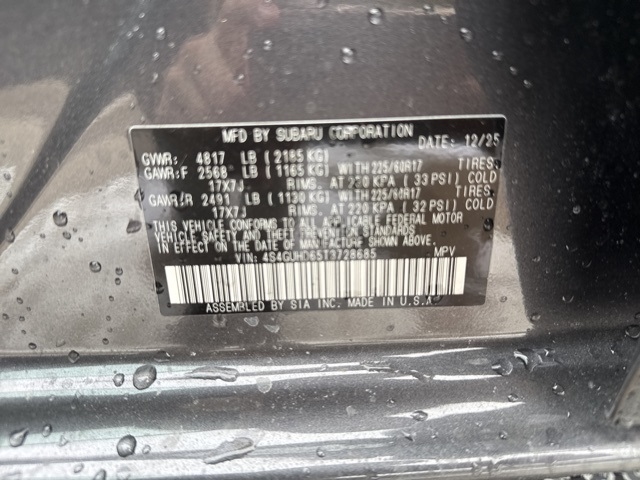 MFD BY SUBARU CORPORATION DATE: 12/25
GVWR: 4817 LB (2185 KG)
GAWR:F 2568 LB (1165 KG) WITH 225/60R17 TIRES,
17X7J RIMS, AT 230 KPA (33 PSI) COLD
GAWR:R 2491 LB (1130 KG) WITH 225/60R17 TIRES,
17X7J RIMS, AT 220 KPA (32 PSI) COLD
THIS VEHICLE CONFORMS TO ALL APPLICABLE FEDERAL MOTOR
VEHICLE SAFETY AND THEFT PREVENTION STANDARDS
IN EFFECT ON THE DATE OF MANUFACTURE SHOWN ABOVE.
VIN: MPV
ASSEMBLED BY SIA INC. MADE IN U.S.A